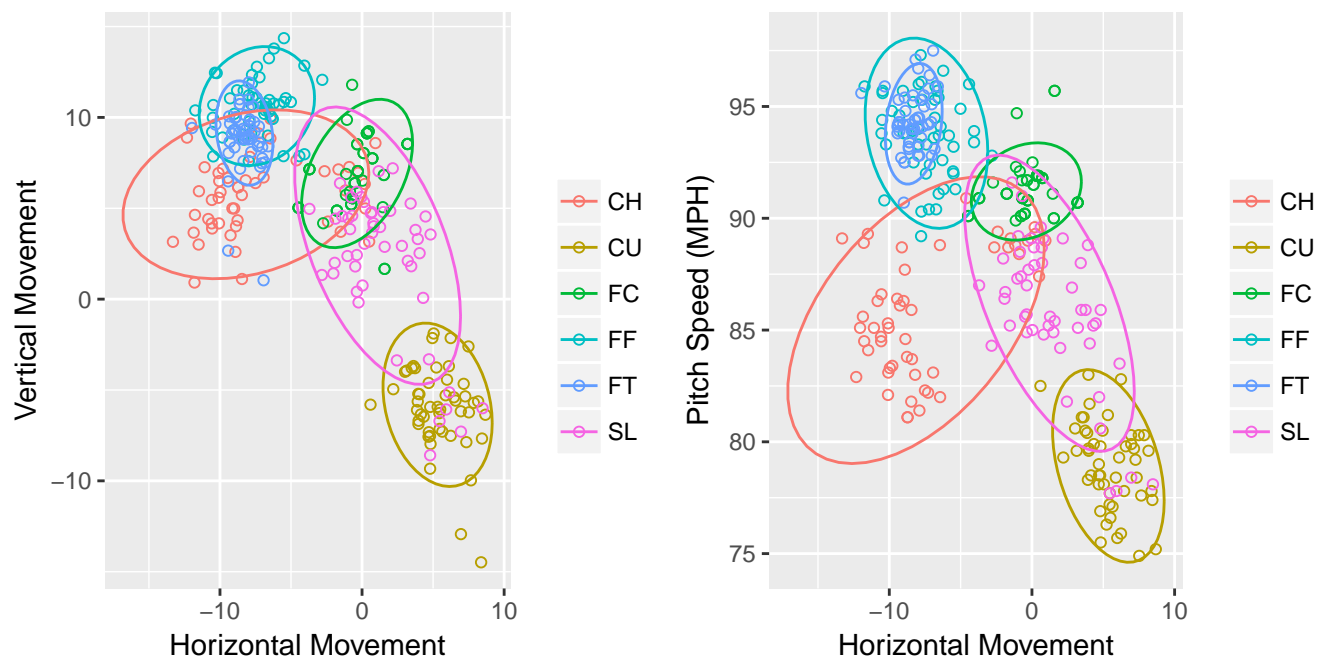 Vertical Movement
10
0
−10
−10
0
10
Horizontal Movement
CH
CU
FC
FF
FT
SL
Pitch Speed (MPH)
95
90
85
80
75
−10
0
10
Horizontal Movement
CH
CU
FC
FF
FT
SL